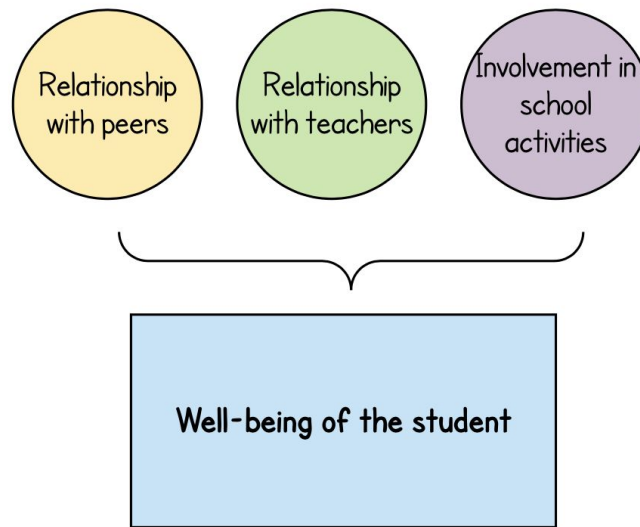 Relationship
with peers
Relationship
with teachers
Involvement in
school
activities
Well-being of the student